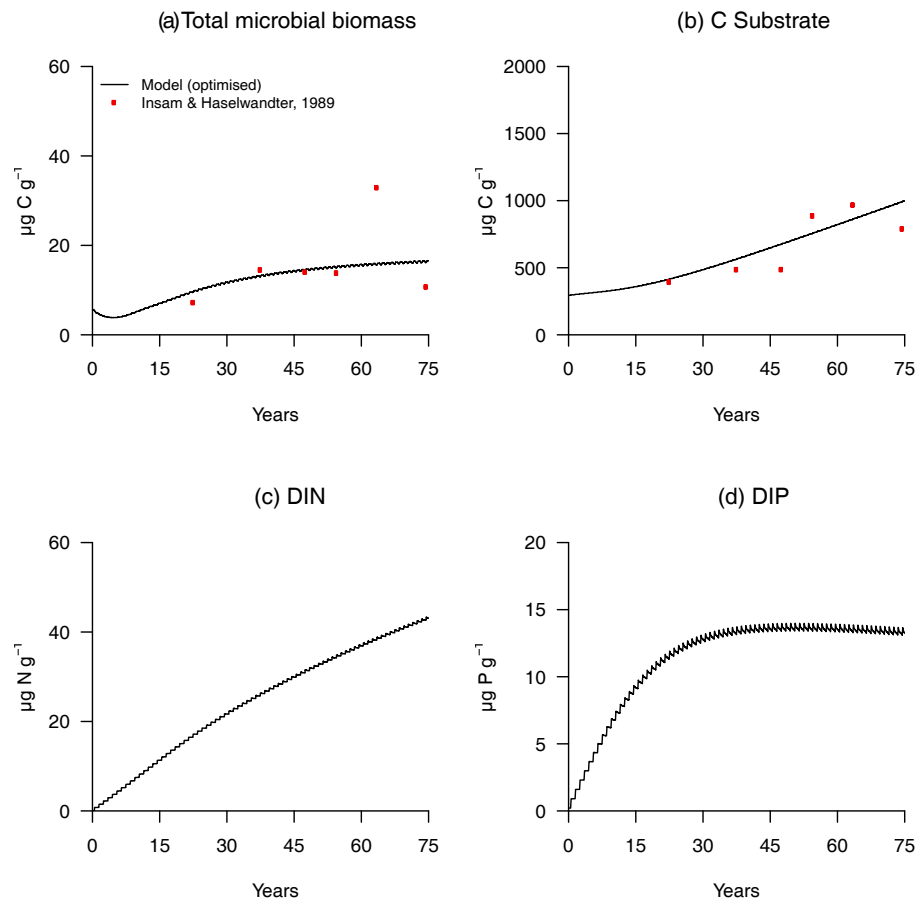 (a)Total microbial biomass
60
40
20
0
µg C g⁻¹
Model (optimised)
Insam & Haselwandter, 1989
0 15 30 45 60 75
Years
(b) C Substrate
2000
1500
1000
500
0
µg C g⁻¹
0 15 30 45 60 75
Years
(c) DIN
60
40
20
0
µg N g⁻¹
0 15 30 45 60 75
Years
(d) DIP
20
15
10
5
0
µg P g⁻¹
0 15 30 45 60 75
Years